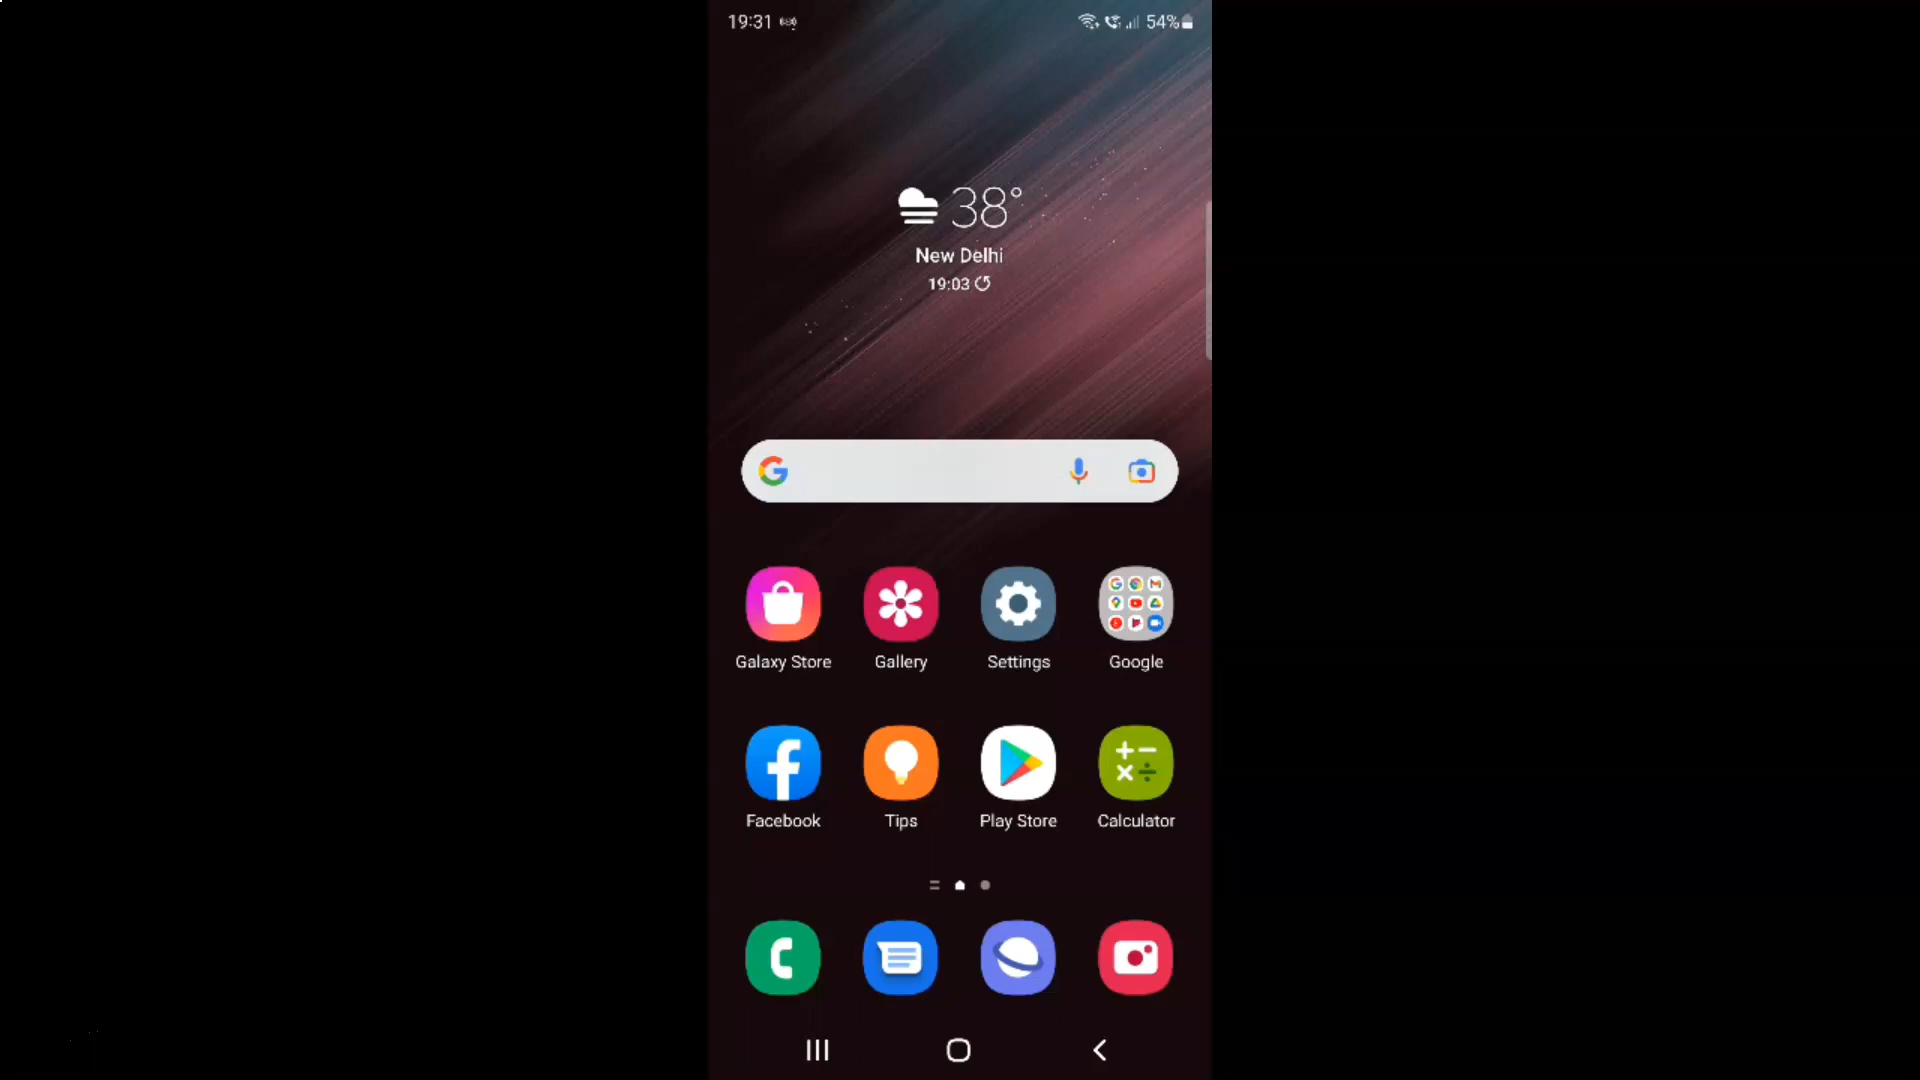 19:31
54%
38°
New Delhi
19:03
Galaxy Store
Gallery
Settings
Google
Facebook
Tips
Play Store
Calculator